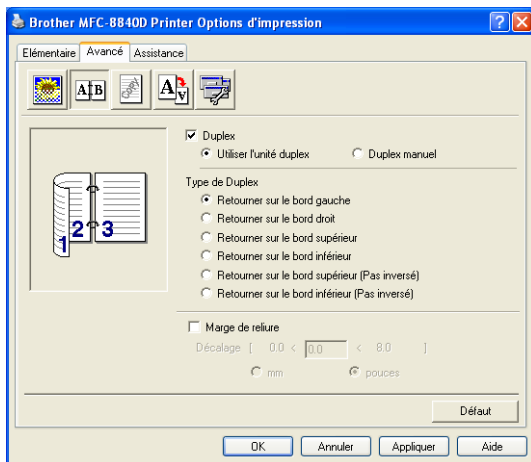 Brother MFC-8840D Printer Options d'impression
Elémentaire Avancé Assistance
A B
A A
1 2 3
Duplex
Utiliser l'unité duplex Duplex manuel
Type de Duplex
Retourner sur le bord gauche
Retourner sur le bord droit
Retourner sur le bord supérieur
Retourner sur le bord inférieur
Retourner sur le bord supérieur (Pas inversé)
Retourner sur le bord inférieur (Pas inversé)
Marge de reliure
Décalage [ 0.0 < 0.0 < 8.0 ]
mm pouces
Défaut
OK Annuler Appliquer Aide